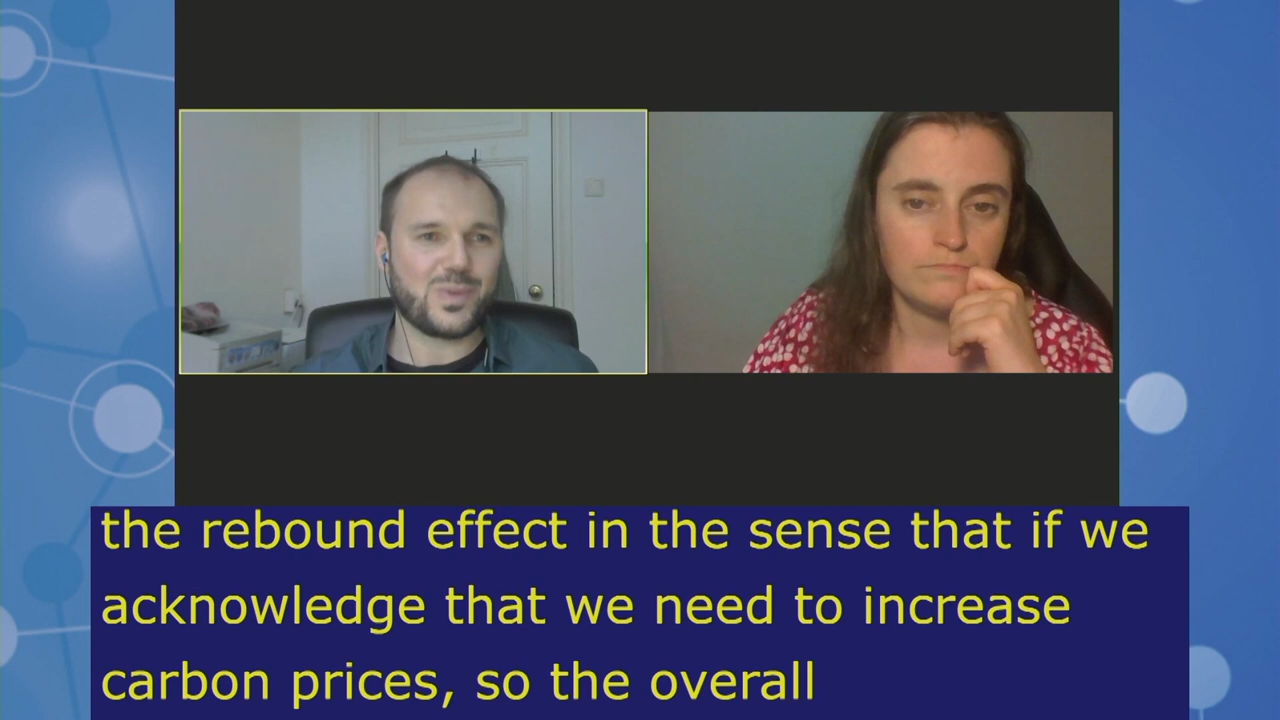 the rebound effect in the sense that if we
acknowledge that we need to increase
carbon prices, so the overall